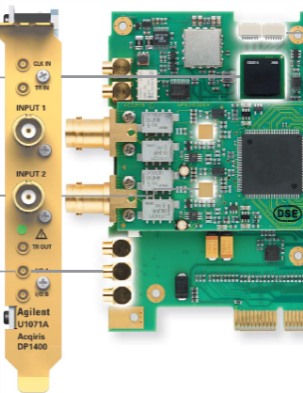 CLK IN
TR IN
INPUT 1
INPUT 2
TR OUT
I/O A
I/O B
Agilent
U1071A
Acqiris
DP1400
DSE